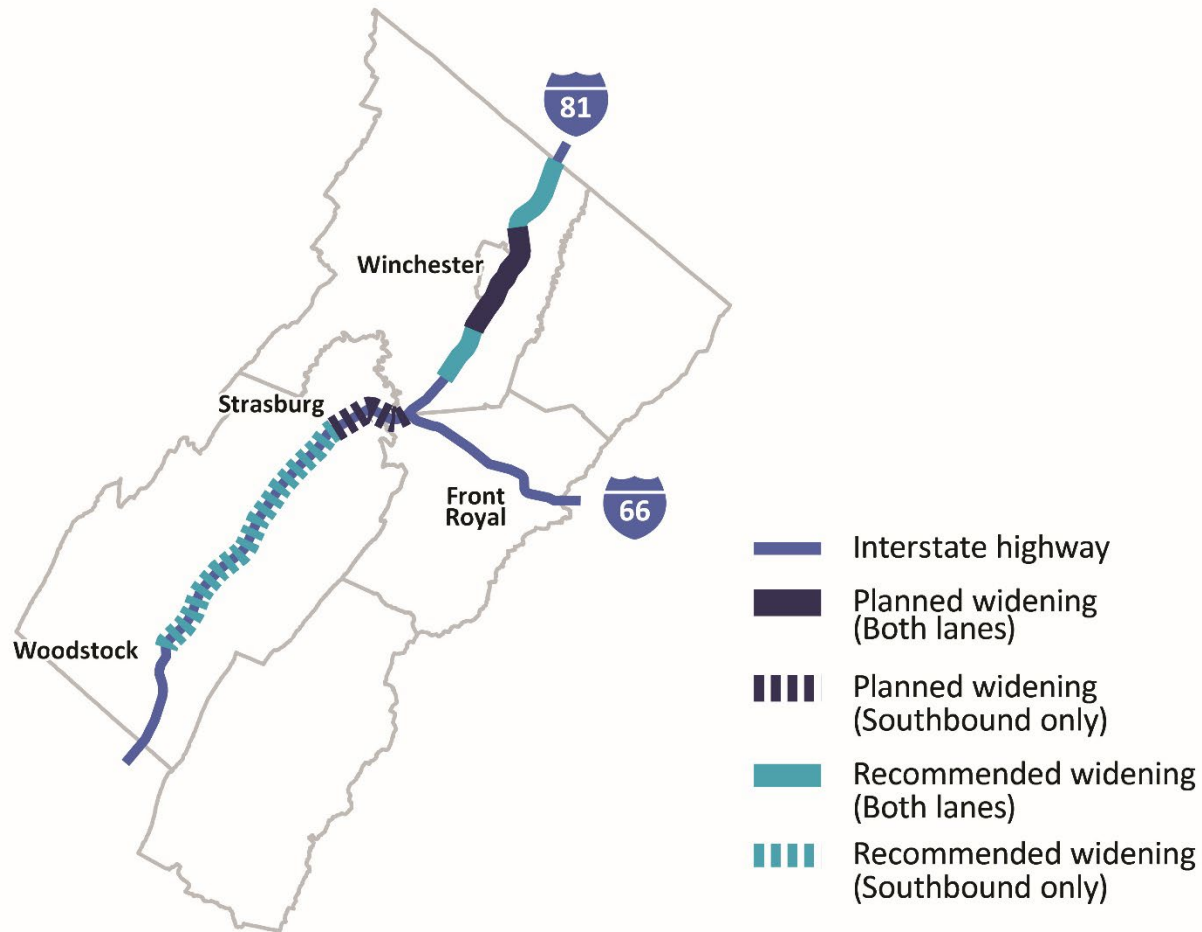 81
Winchester
Strasburg
Front
Royal
66
Woodstock
Interstate highway
Planned widening
(Both lanes)
Planned widening
(Southbound only)
Recommended widening
(Both lanes)
Recommended widening
(Southbound only)